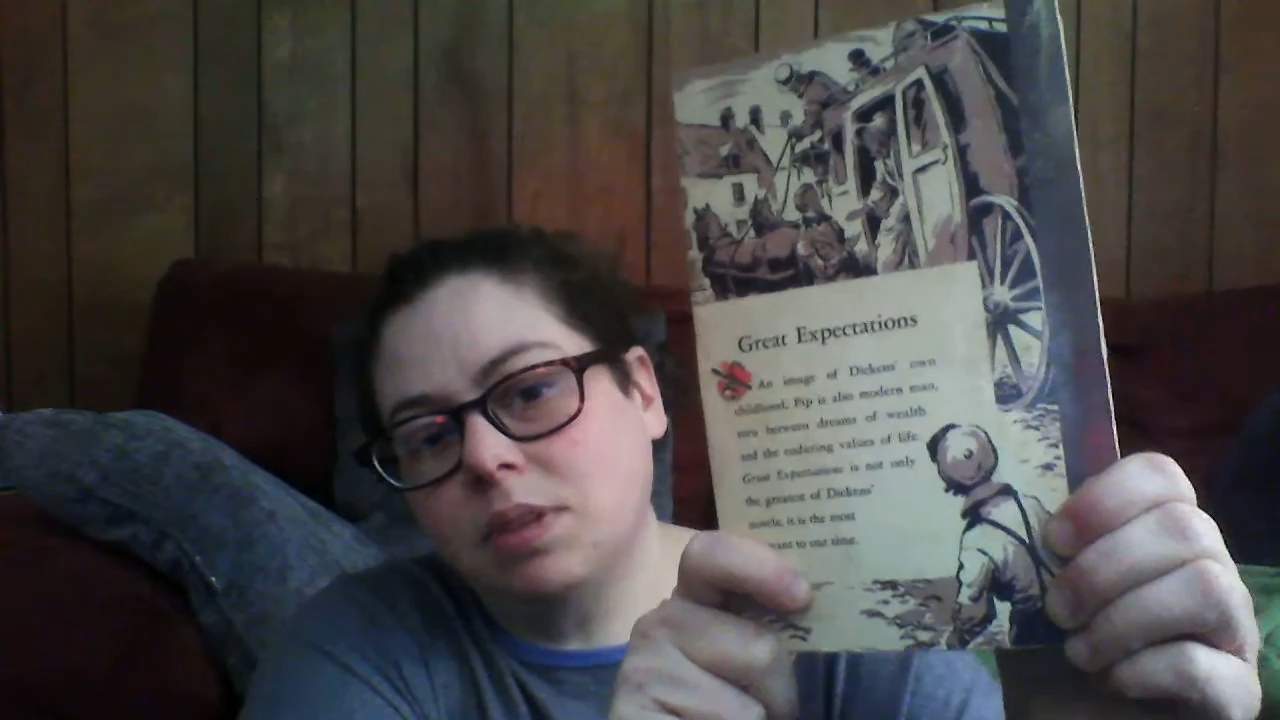 Great Expectations
An image of Dickens' own
childhood, Pip is also modern man,
torn between dreams of wealth
and the enduring values of life.
Great Expectations is not only
the greatest of Dickens'
novels, it is the most
to our time.